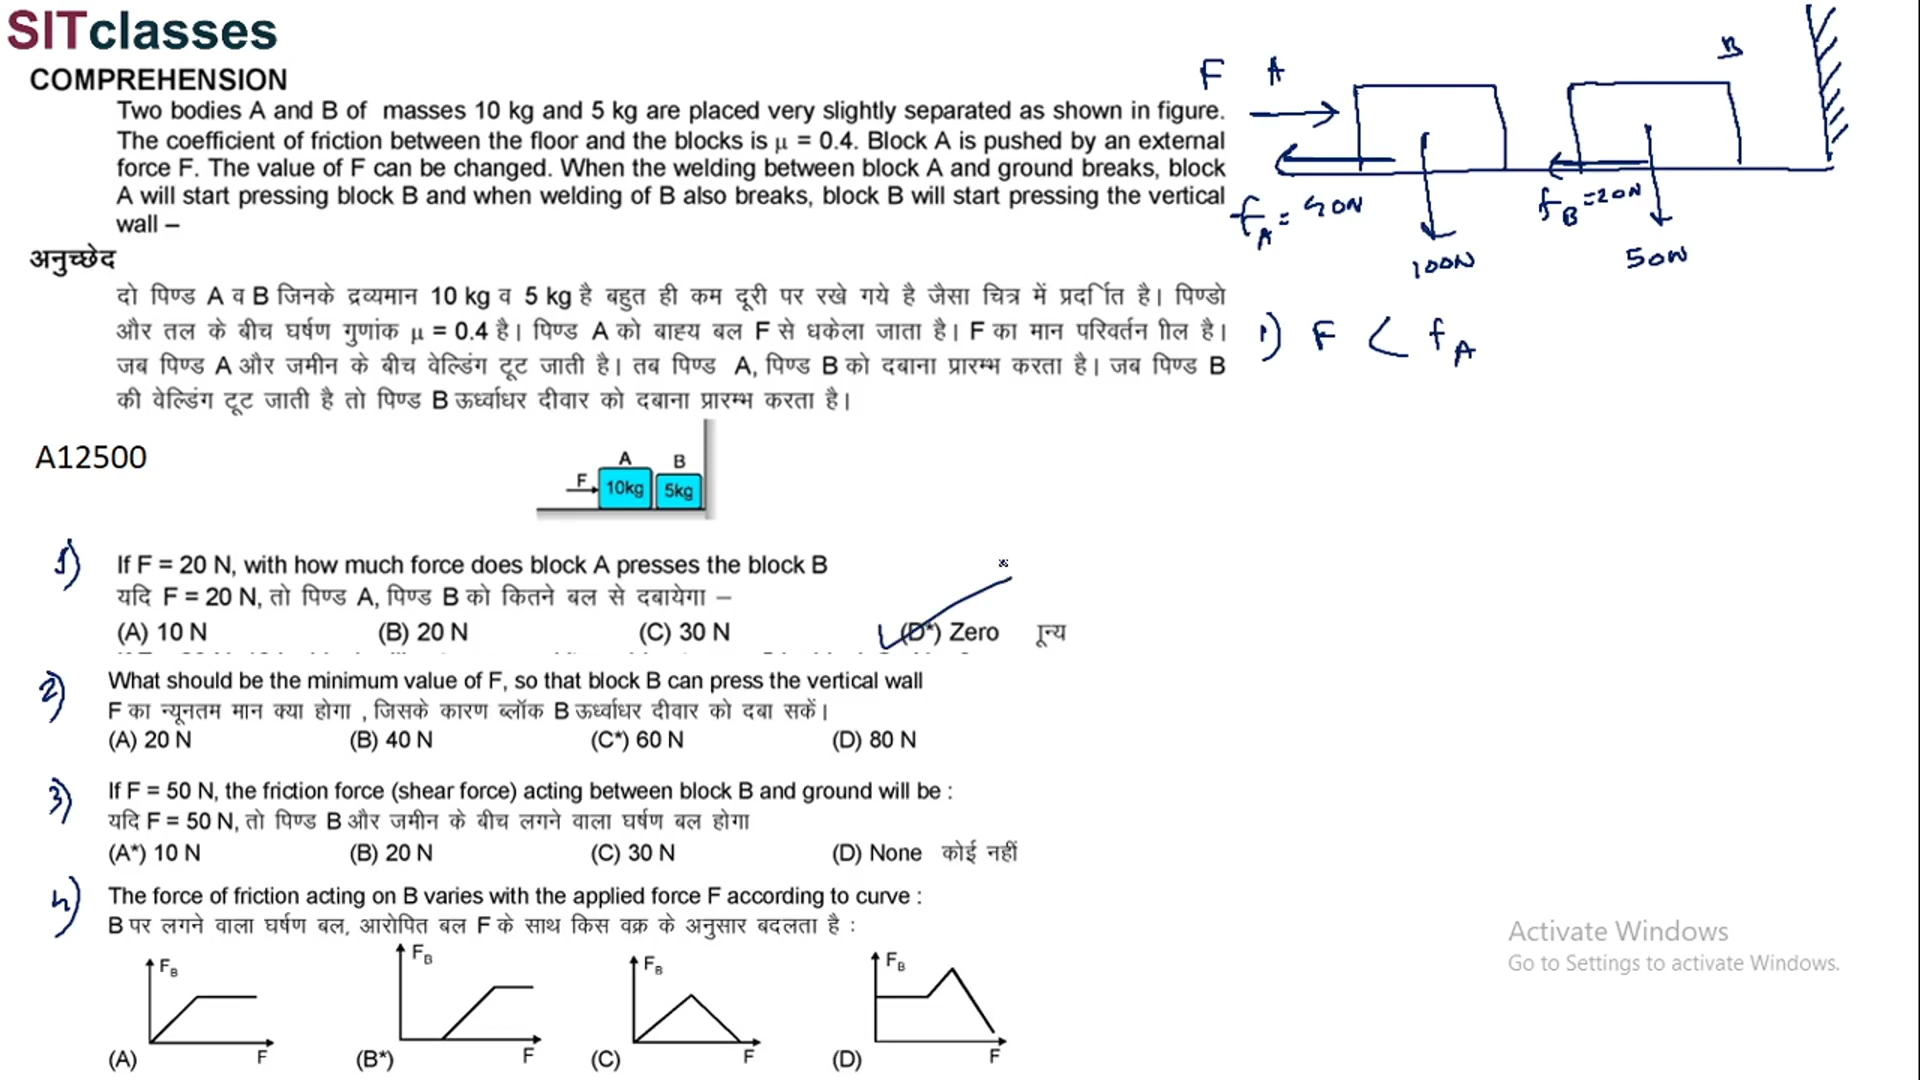 SITclasses
COMPREHENSION
Two bodies A and B of masses 10 kg and 5 kg are placed very slightly separated as shown in figure.
The coefficient of friction between the floor and the blocks is μ = 0.4. Block A is pushed by an external
force F. The value of F can be changed. When the welding between block A and ground breaks, block
A will start pressing block B and when welding of B also breaks, block B will start pressing the vertical
wall –
अनुच्छेद
दो पिण्ड A व B जिनके द्रव्यमान 10 kg व 5 kg है बहुत ही कम दूरी पर रखे गये है जैसा चित्र में प्रदर्िात है। पिण्डो
और तल के बीच घर्षण गुणांक μ = 0.4 है। पिण्ड A को बाह्य बल F से धकेला जाता है। F का मान परिवर्तन ाील है।
जब पिण्ड A और जमीन के बीच वेल्डिंग टूट जाती है। तब पिण्ड A, पिण्ड B को दबाना प्रारम्भ करता है। जब पिण्ड B
की वेल्डिंग टूट जाती है तो पिण्ड B ऊर्ध्वाधर दीवार को दबाना प्रारम्भ करता है।
A12500
A B
F 10kg 5kg
F A B
f_A = 40N
f_B = 20N
100N
50N
1) F < f_A
1) If F = 20 N, with how much force does block A presses the block B
यदि F = 20 N, तो पिण्ड A, पिण्ड B को कितने बल से दबायेगा –
(A) 10 N (B) 20 N (C) 30 N (D*) Zero ाून्य
2) What should be the minimum value of F, so that block B can press the vertical wall
F का न्यूनतम मान क्या होगा , जिसके कारण ब्लॉक B ऊर्ध्वाधर दीवार को दबा सकें।
(A) 20 N (B) 40 N (C*) 60 N (D) 80 N
3) If F = 50 N, the friction force (shear force) acting between block B and ground will be :
यदि F = 50 N, तो पिण्ड B और जमीन के बीच लगने वाला घर्षण बल होगा
(A*) 10 N (B) 20 N (C) 30 N (D) None कोई नहीं
4) The force of friction acting on B varies with the applied force F according to curve :
B पर लगने वाला घर्षण बल, आरोपित बल F के साथ किस वक्र के अनुसार बदलता है :
F_B F_B F_B F_B
(A) F (B*) F (C) F (D) F
Activate Windows
Go to Settings to activate Windows.